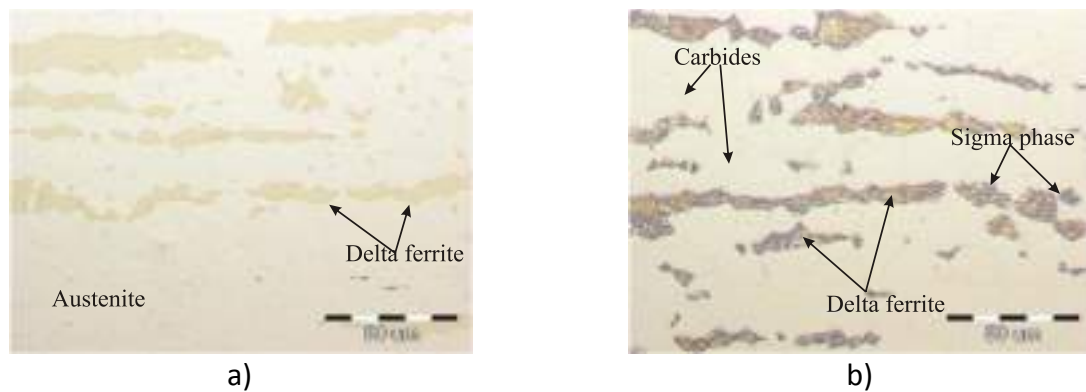 Austenite
Delta ferrite
a)
Carbides
Sigma phase
Delta ferrite
b)